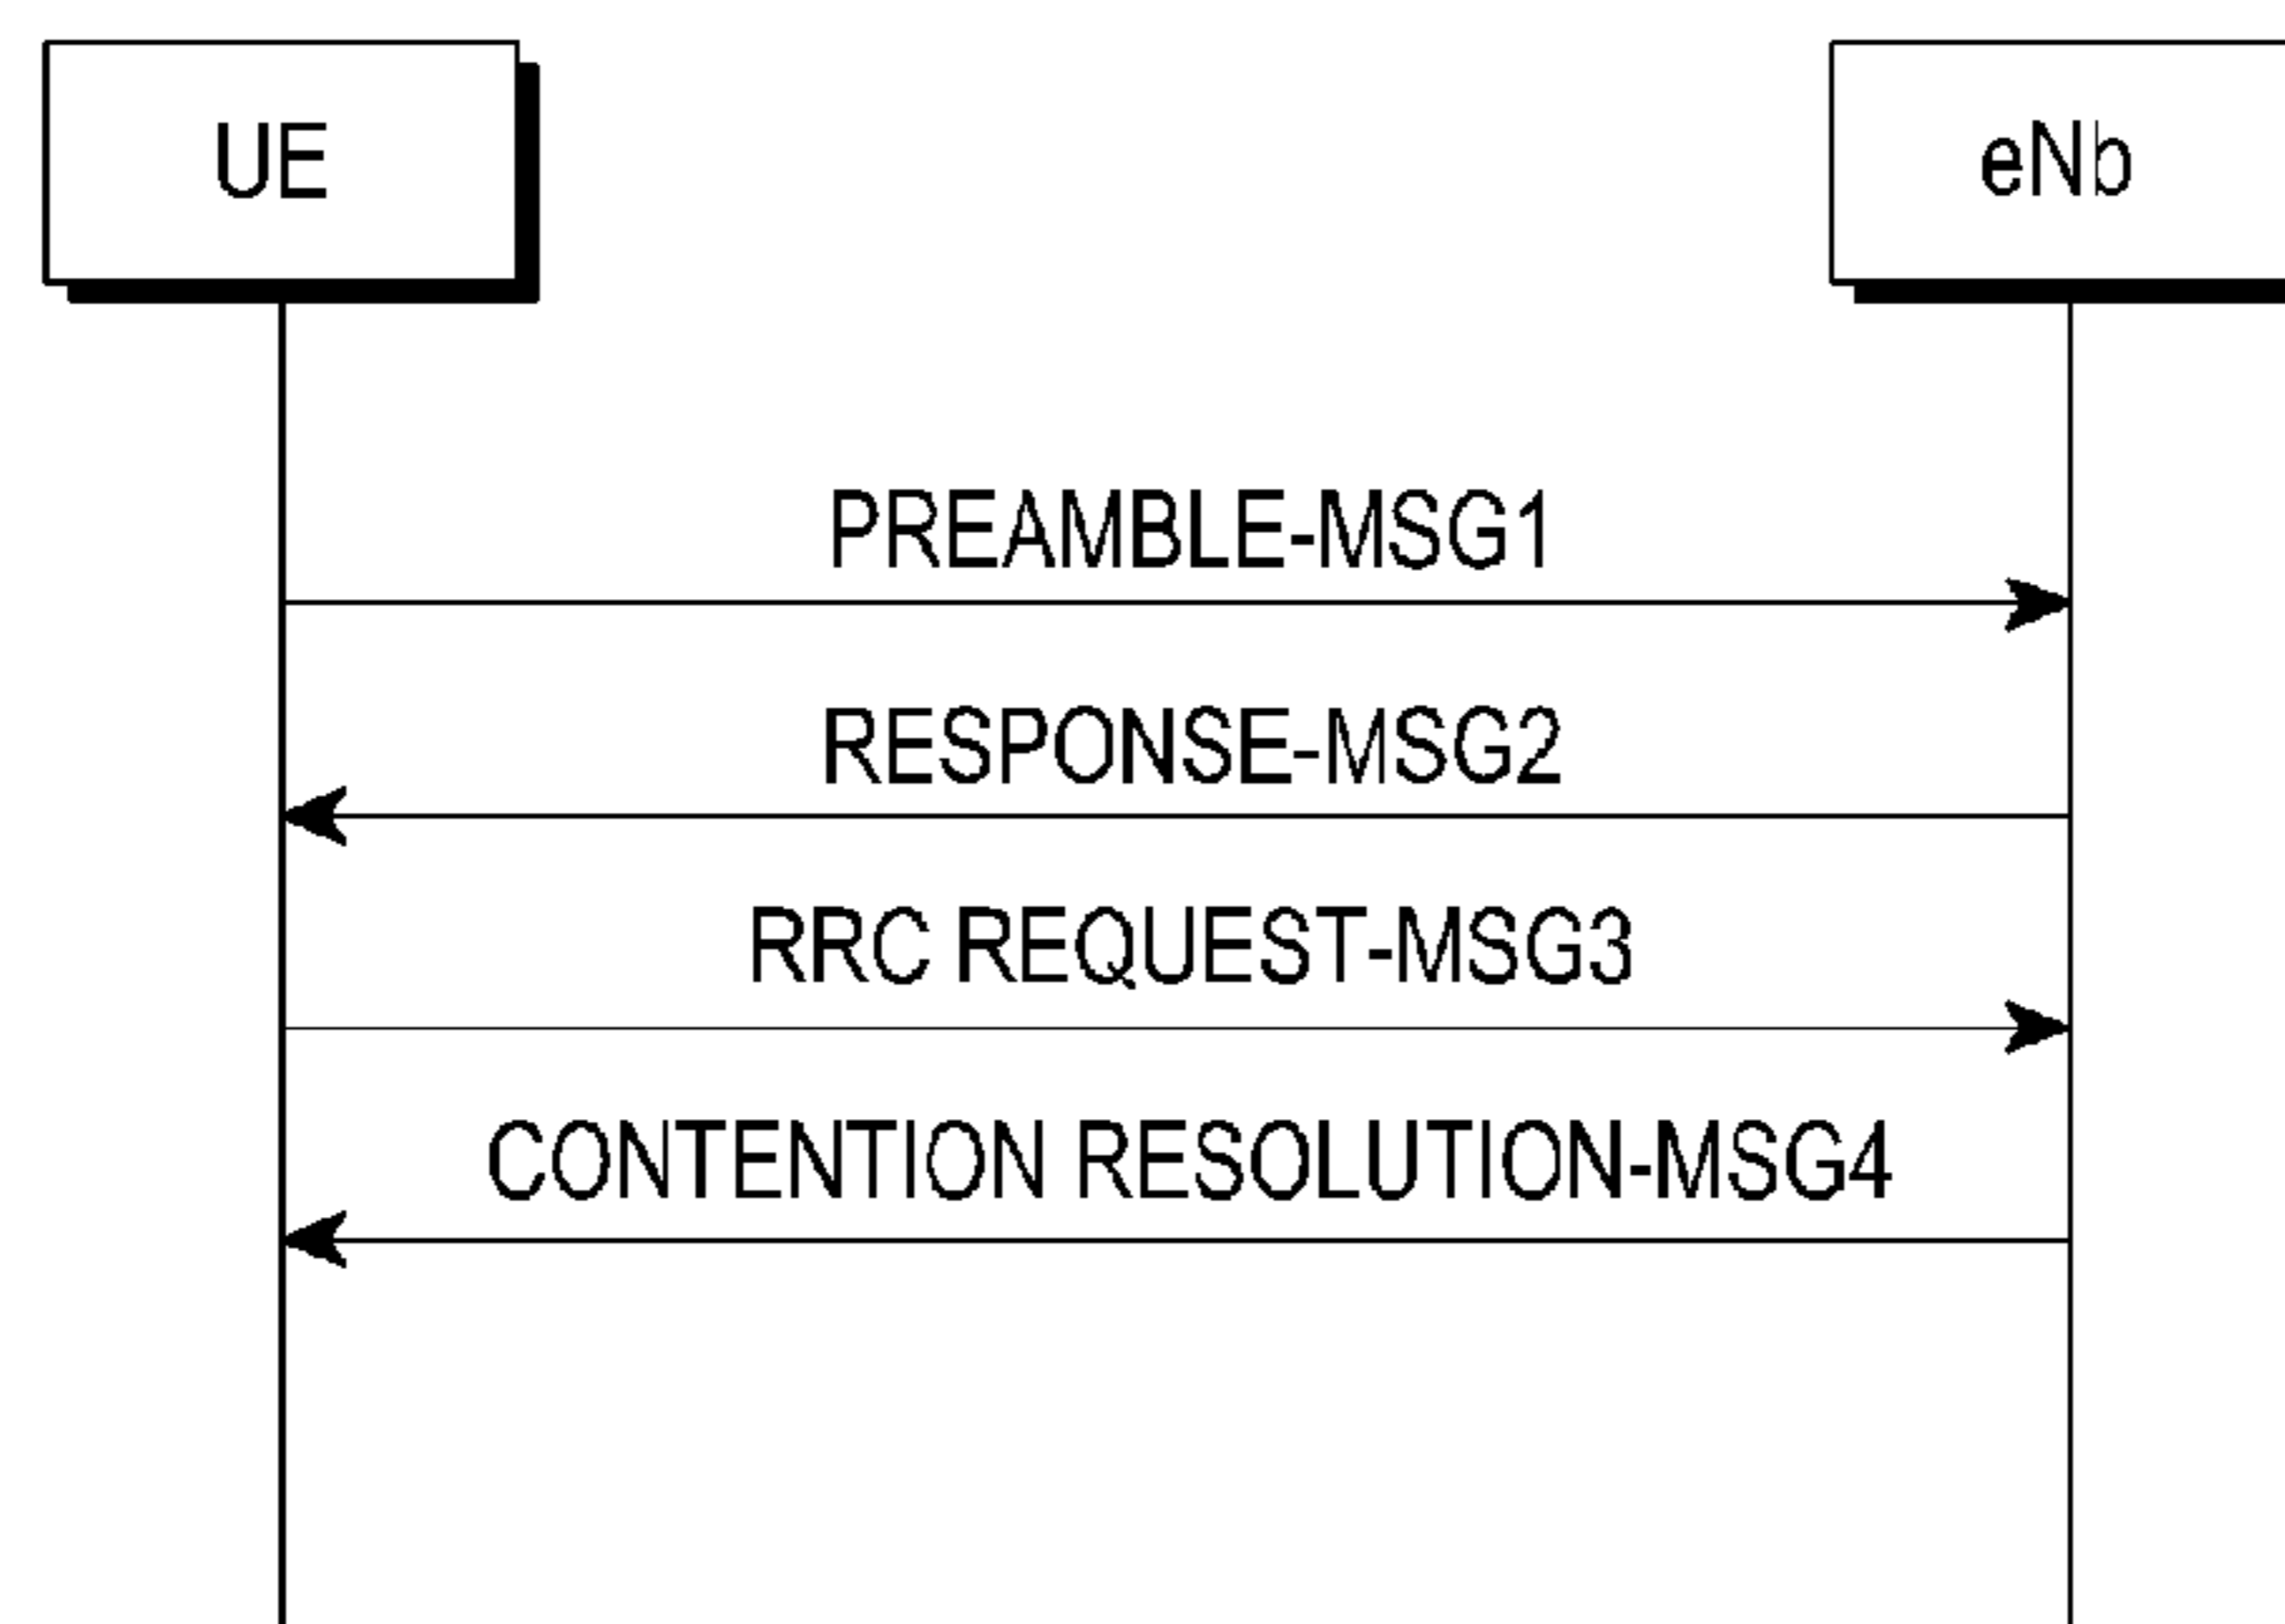 UE
eNb
PREAMBLE-MSG1
RESPONSE-MSG2
RRC REQUEST-MSG3
CONTENTION RESOLUTION-MSG4